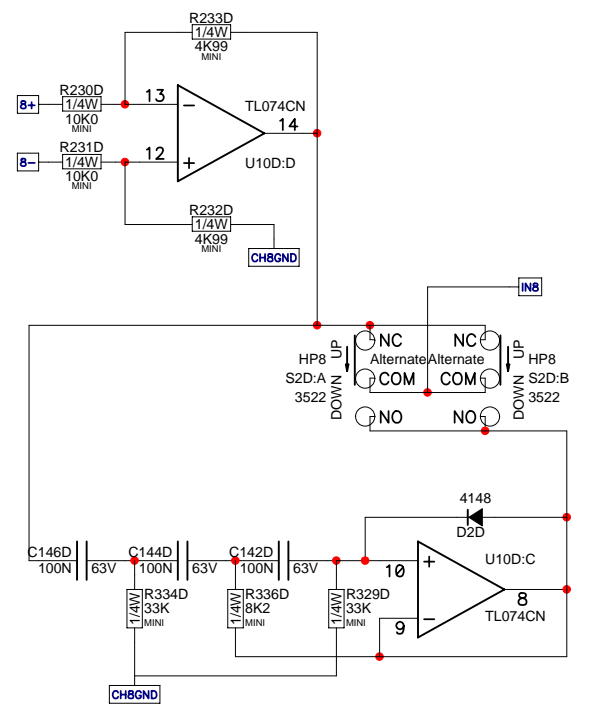 R233D
1/4W
4K99
MINI
8+
R230D
1/4W
10K0
MINI
13
TL074CN
14
8-
R231D
1/4W
10K0
MINI
12
U10D:D
R232D
1/4W
4K99
MINI
CH8GND
IN8
NC
UP
NC
UP
HP8
Alternate
Alternate
HP8
S2D:A
COM
COM
S2D:B
3522
DOWN
DOWN
3522
NO
NO
4148
D2D
C146D
100N
63V
C144D
100N
63V
C142D
100N
63V
10
U10D:C
8
TL074CN
9
R334D
1/4W
33K
MINI
R336D
1/4W
8K2
MINI
R329D
1/4W
33K
MINI
CH8GND